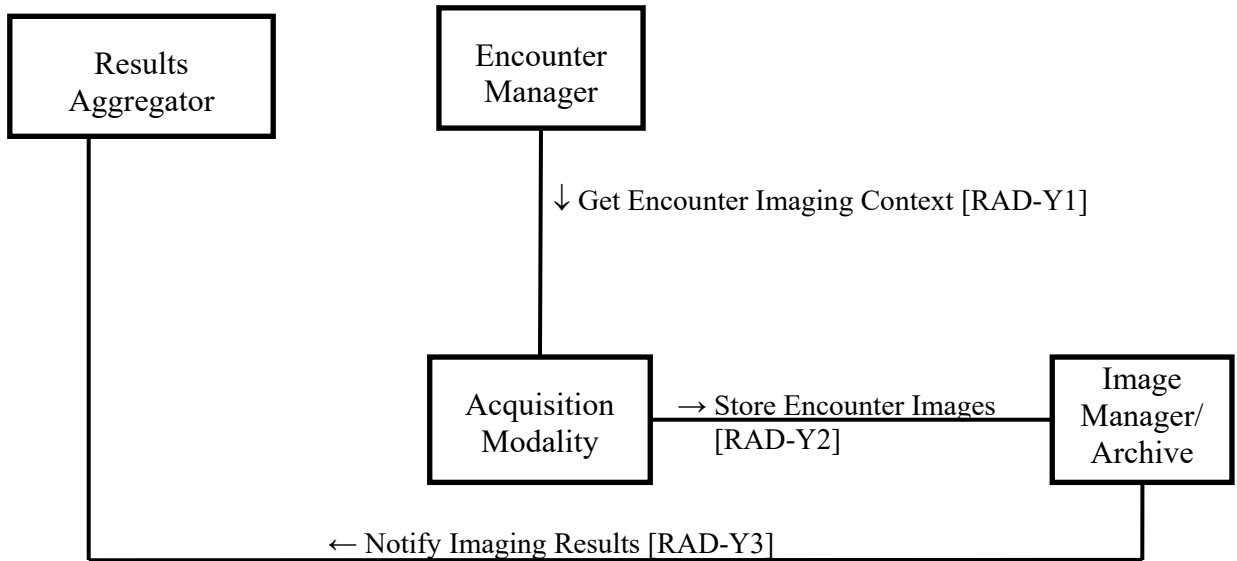 Results
Aggregator
Encounter
Manager
↓ Get Encounter Imaging Context [RAD-Y1]
Acquisition
Modality
→ Store Encounter Images
[RAD-Y2]
Image
Manager/
Archive
← Notify Imaging Results [RAD-Y3]